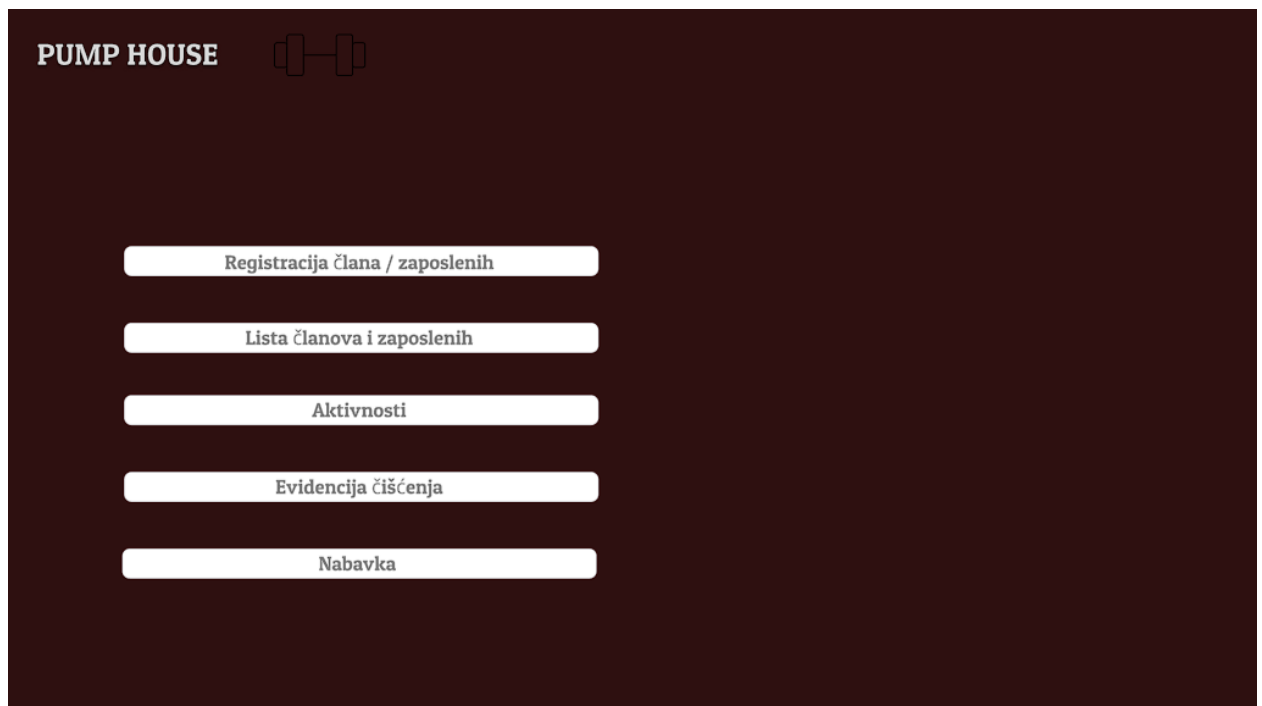 PUMP HOUSE
Registracija člana / zaposlenih
Lista članova i zaposlenih
Aktivnosti
Evidencija čišćenja
Nabavka